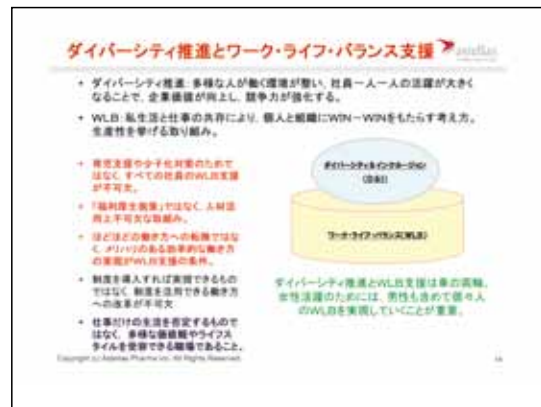 ダイバーシティ推進とワーク・ライフ・バランス支援
astellas
・ ダイバーシティ推進：多様な人が働く環境が整い、社員一人一人の活躍が大きく
なることで、企業価値が向上し、競争力が強化する。
・ WLB：私生活と仕事の共存により、個人と組織にWIN－WINをもたらす考え方。
生産性を挙げる取り組み。
・ 育児支援や少子化対策のためで
はなく、すべての社員のWLB支援
が不可欠。
・ 「福利厚生施策」ではなく、人材活
用上不可欠な取組み。
・ ほどほどの働き方への転換ではな
く、メリハリのある効率的な働き方
の実現がWLB支援の条件。
・ 制度を導入すれば実現できるもの
ではなく、制度を活用できる働き方
への改革が不可欠
・ 仕事だけの生活を否定するもので
はなく、多様な価値観やライフス
タイルを受容できる職場であること。
ダイバーシティ&インクルージョン
(D&I)
ワーク・ライフ・バランス(WLB)
ダイバーシティ推進とWLB支援は車の両輪。
女性活躍のためには、男性も含めて個々人
のWLBを実現していくことが重要。
Copyright (c) Astellas Pharma Inc. All Rights Reserved.